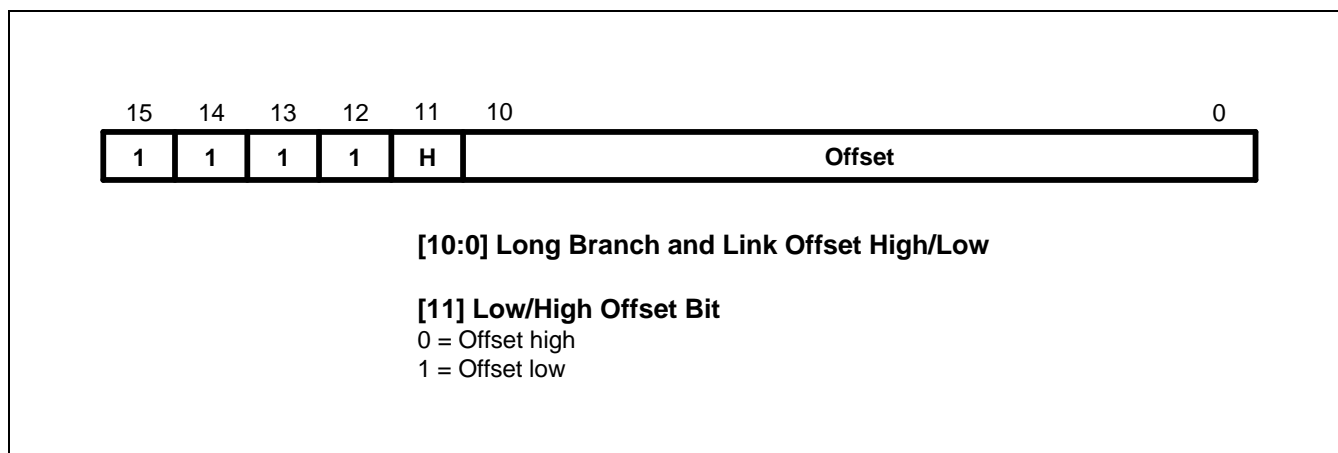 15 14 13 12 11 10 0
1 1 1 1 H Offset
[10:0] Long Branch and Link Offset High/Low
[11] Low/High Offset Bit
0 = Offset high
1 = Offset low